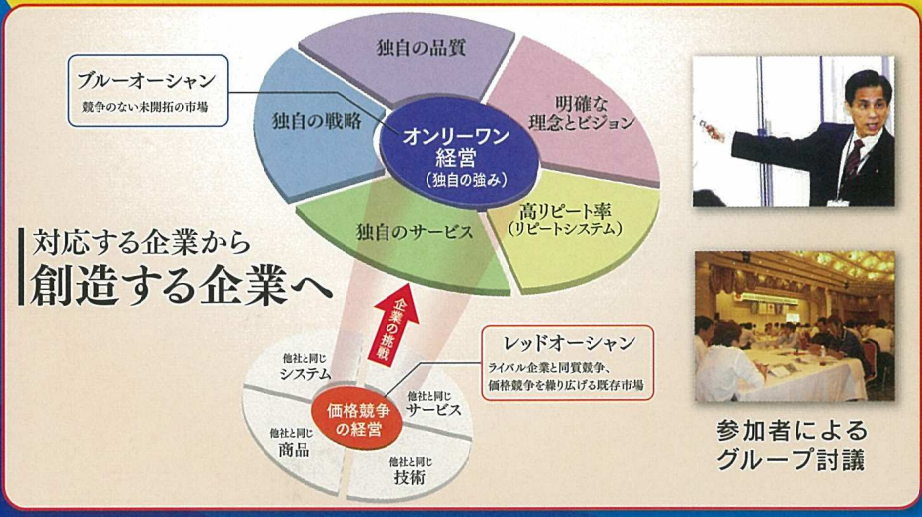 独自の品質
ブルーオーシャン
競争のない未開拓の市場
独自の戦略
明確な
理念とビジョン
オンリーワン
経営
(独自の強み)
高リピート率
(リピートシステム)
独自のサービス
対応する企業から
創造する企業へ
企業の挑戦
レッドオーシャン
ライバル企業と同質競争、
価格競争を繰り広げる既存市場
他社と同じ
システム
他社と同じ
サービス
価格競争
の経営
他社と同じ
商品
他社と同じ
技術
参加者による
グループ討議